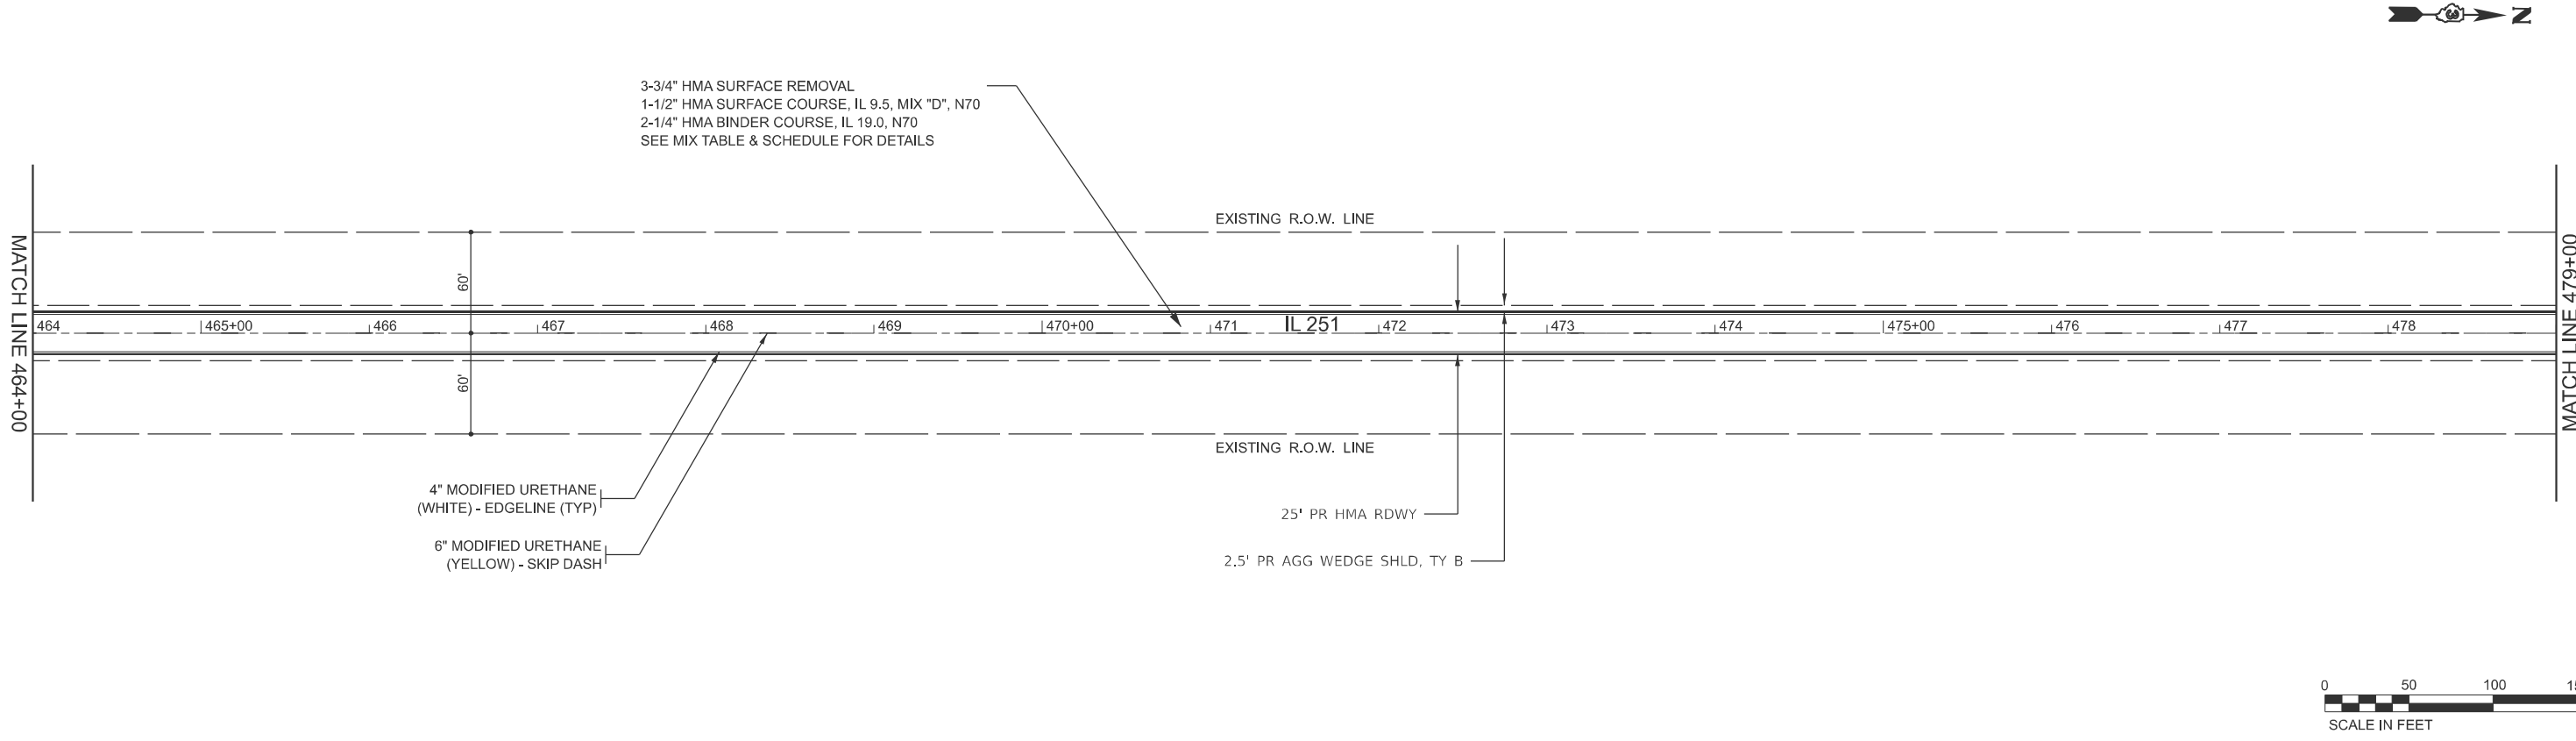 N
3-3/4" HMA SURFACE REMOVAL
1-1/2" HMA SURFACE COURSE, IL 9.5, MIX "D", N70
2-1/4" HMA BINDER COURSE, IL 19.0, N70
SEE MIX TABLE & SCHEDULE FOR DETAILS
MATCH LINE 464+00
EXISTING R.O.W. LINE
60'
464 465+00 466 467 468 469 470+00 471 IL 251 472 473 474 475+00 476 477 478
60'
EXISTING R.O.W. LINE
MATCH LINE 479+00
4" MODIFIED URETHANE
(WHITE) - EDGELINE (TYP)
6" MODIFIED URETHANE
(YELLOW) - SKIP DASH
25' PR HMA RDWY
2.5' PR AGG WEDGE SHLD, TY B
0 50 100
SCALE IN FEET